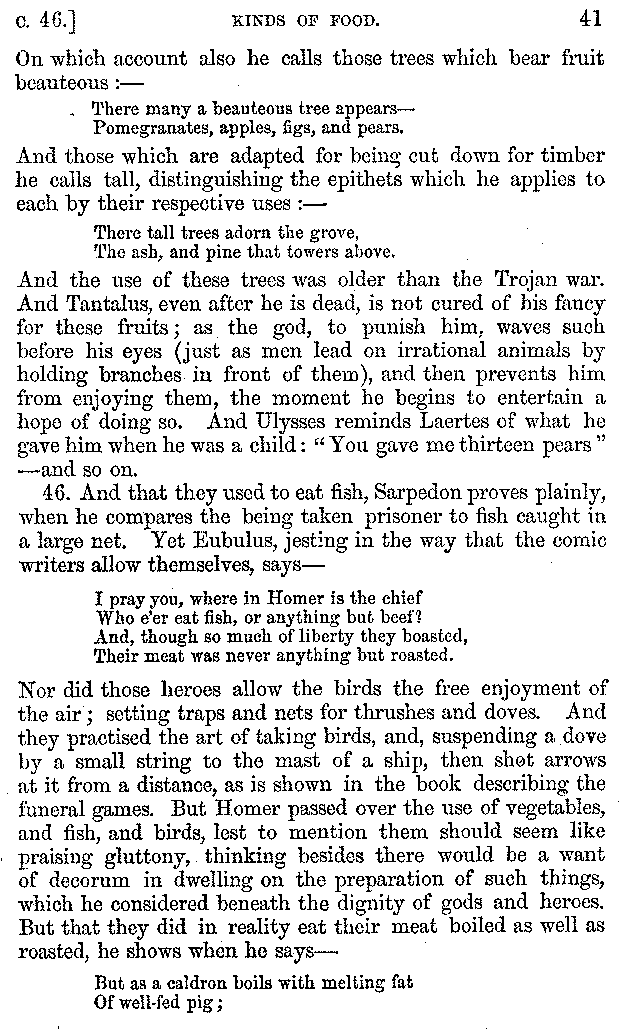 c. 46.] KINDS OF FOOD. 41
On which account also he calls those trees which bear fruit
beauteous :—
There many a beauteous tree appears—
Pomegranates, apples, figs, and pears.
And those which are adapted for being cut down for timber
he calls tall, distinguishing the epithets which he applies to
each by their respective uses :—
There tall trees adorn the grove,
The ash, and pine that towers above.
And the use of these trees was older than the Trojan war.
And Tantalus, even after he is dead, is not cured of his fancy
for these fruits; as the god, to punish him, waves such
before his eyes (just as men lead on irrational animals by
holding branches in front of them), and then prevents him
from enjoying them, the moment he begins to entertain a
hope of doing so. And Ulysses reminds Laertes of what he
gave him when he was a child: “You gave me thirteen pears”
—and so on.
46. And that they used to eat fish, Sarpedon proves plainly,
when he compares the being taken prisoner to fish caught in
a large net. Yet Eubulus, jesting in the way that the comic
writers allow themselves, says—
I pray you, where in Homer is the chief
Who e’er eat fish, or anything but beef?
And, though so much of liberty they boasted,
Their meat was never anything but roasted.
Nor did those heroes allow the birds the free enjoyment of
the air; setting traps and nets for thrushes and doves. And
they practised the art of taking birds, and, suspending a dove
by a small string to the mast of a ship, then shot arrows
at it from a distance, as is shown in the book describing the
funeral games. But Homer passed over the use of vegetables,
and fish, and birds, lest to mention them should seem like
praising gluttony, thinking besides there would be a want
of decorum in dwelling on the preparation of such things,
which he considered beneath the dignity of gods and heroes.
But that they did in reality eat their meat boiled as well as
roasted, he shows when he says—
But as a caldron boils with melting fat
Of well-fed pig;